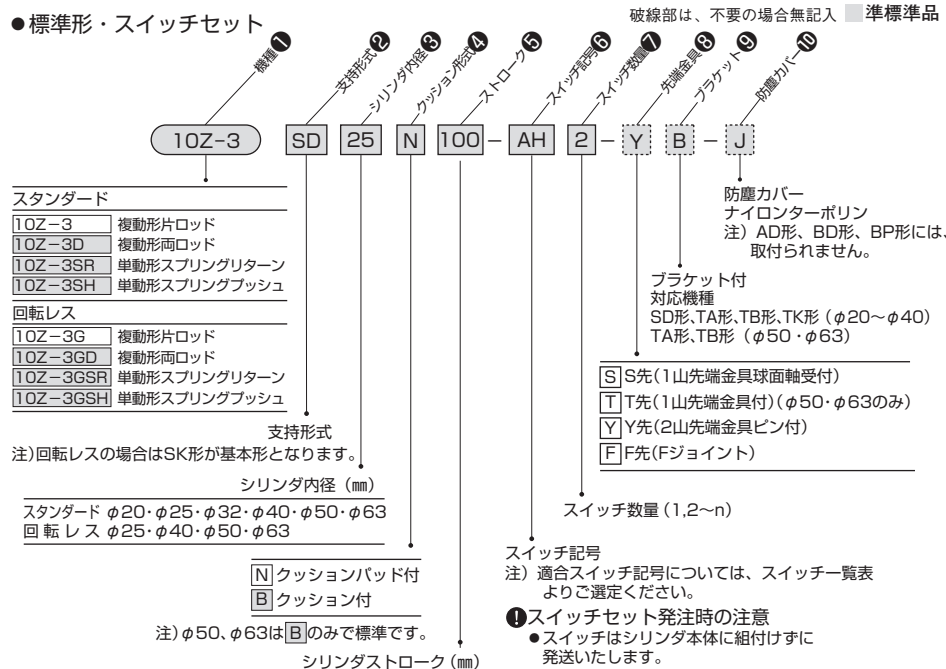 ●標準形・スイッチセット
破線部は、不要の場合無記入 準標準品
機種❶
支持形式❷
シリンダ内径❸
クッション形式❹
ストローク❺
スイッチ記号❻
スイッチ数量❼
先端金具❽
ブラケット❾
防塵カバー❿
10Z-3 SD 25 N 100 － AH 2 － Y B － J
スタンダード
10Z－3 複動形片ロッド
10Z－3D 複動形両ロッド
10Z－3SR 単動形スプリングリターン
10Z－3SH 単動形スプリングプッシュ
回転レス
10Z－3G 複動形片ロッド
10Z－3GD 複動形両ロッド
10Z－3GSR 単動形スプリングリターン
10Z－3GSH 単動形スプリングプッシュ
支持形式
注)回転レスの場合はSK形が基本形となります。
シリンダ内径（㎜）
スタンダード φ20・φ25・φ32・φ40・φ50・φ63
回 転 レ ス φ25・φ40・φ50・φ63
N クッションパッド付
B クッション付
注)φ50、φ63は B のみで標準です。
シリンダストローク（㎜）
防塵カバー
ナイロンターポリン
注）AD形、BD形、BP形には、
取付られません。
ブラケット付
対応機種
SD形、TA形、TB形、TK形（φ20～φ40）
TA形、TB形（φ50・φ63）
S S先(1山先端金具球面軸受付)
T T先(1山先端金具付)(φ50・φ63のみ)
Y Y先(2山先端金具ピン付)
F F先(Fジョイント)
スイッチ数量（1,2～n）
スイッチ記号
注）適合スイッチ記号については、スイッチ一覧表
よりご選定ください。
❗スイッチセット発注時の注意
●スイッチはシリンダ本体に組付けずに
発送いたします。